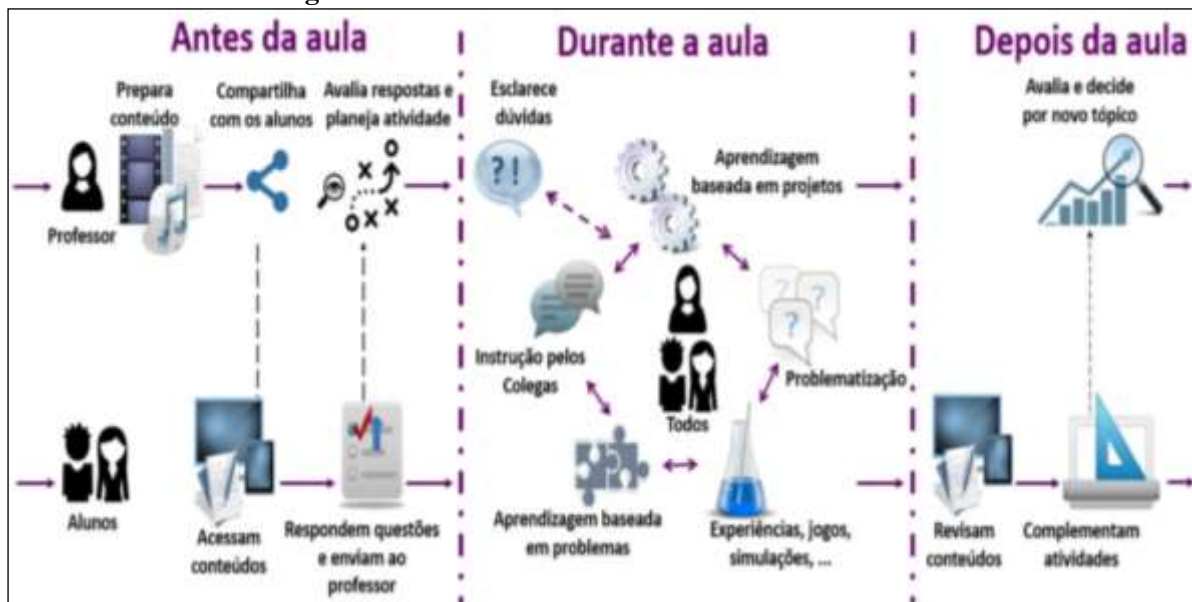 Antes da aula
Prepara
conteúdo
Compartilha
com os alunos
Avalia respostas e
planeja atividade
Professor
Alunos
Acessam
conteúdos
Respondem questões
e enviam ao
professor
Durante a aula
Esclarece
dúvidas
?!
Aprendizagem
baseada em projetos
Instrução pelos
Colegas
?
?
?
Problematização
Todos
Aprendizagem baseada
em problemas
Experiências, jogos,
simulações, ...
Depois da aula
Avalia e decide
por novo tópico
Revisam
conteúdos
Complementam
atividades